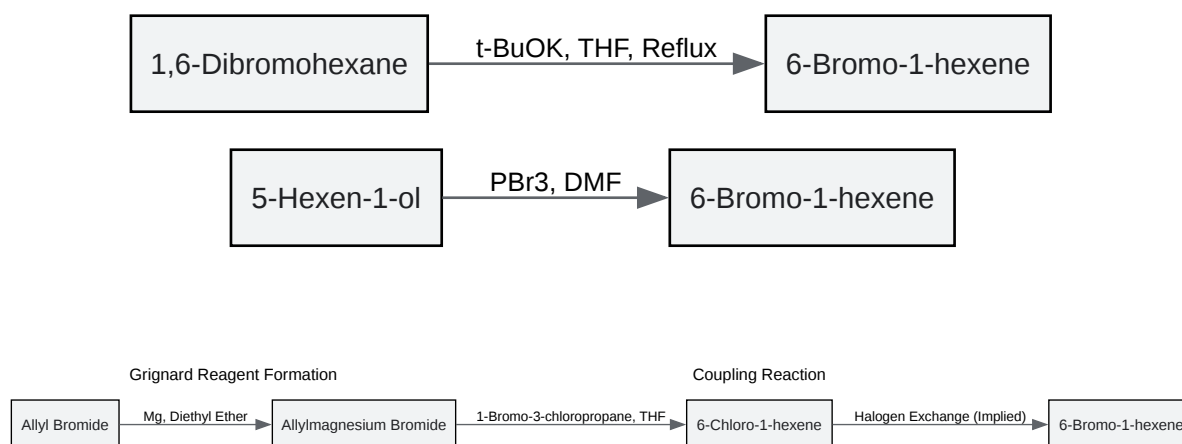 1,6-Dibromohexane
t-BuOK, THF, Reflux
6-Bromo-1-hexene
5-Hexen-1-ol
PBr3, DMF
6-Bromo-1-hexene
Grignard Reagent Formation
Coupling Reaction
Allyl Bromide
Mg, Diethyl Ether
Allylmagnesium Bromide
1-Bromo-3-chloropropane, THF
6-Chloro-1-hexene
Halogen Exchange (Implied)
6-Bromo-1-hexene